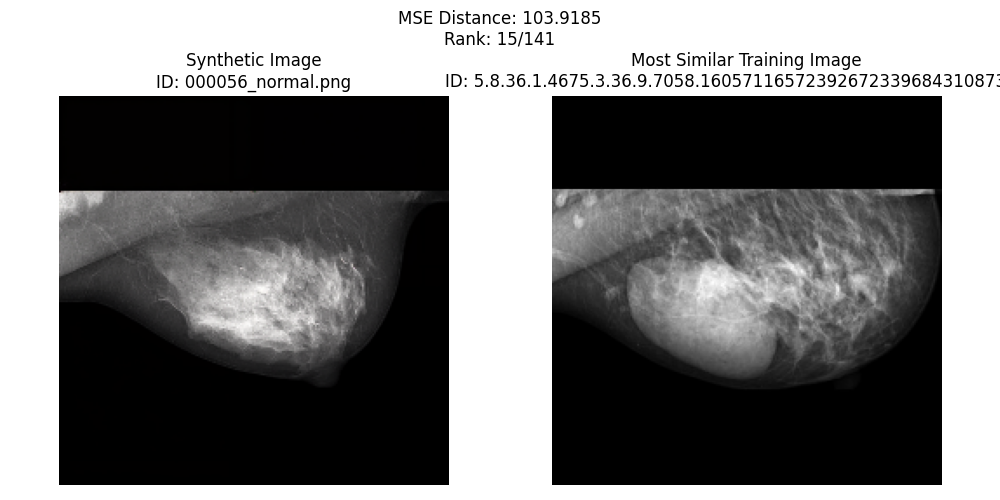 MSE Distance: 103.9185
Rank: 15/141
Synthetic Image
ID: 000056_normal.png
Most Similar Training Image
ID: 5.8.36.1.4675.3.36.9.7058.16057116572392672339684310873